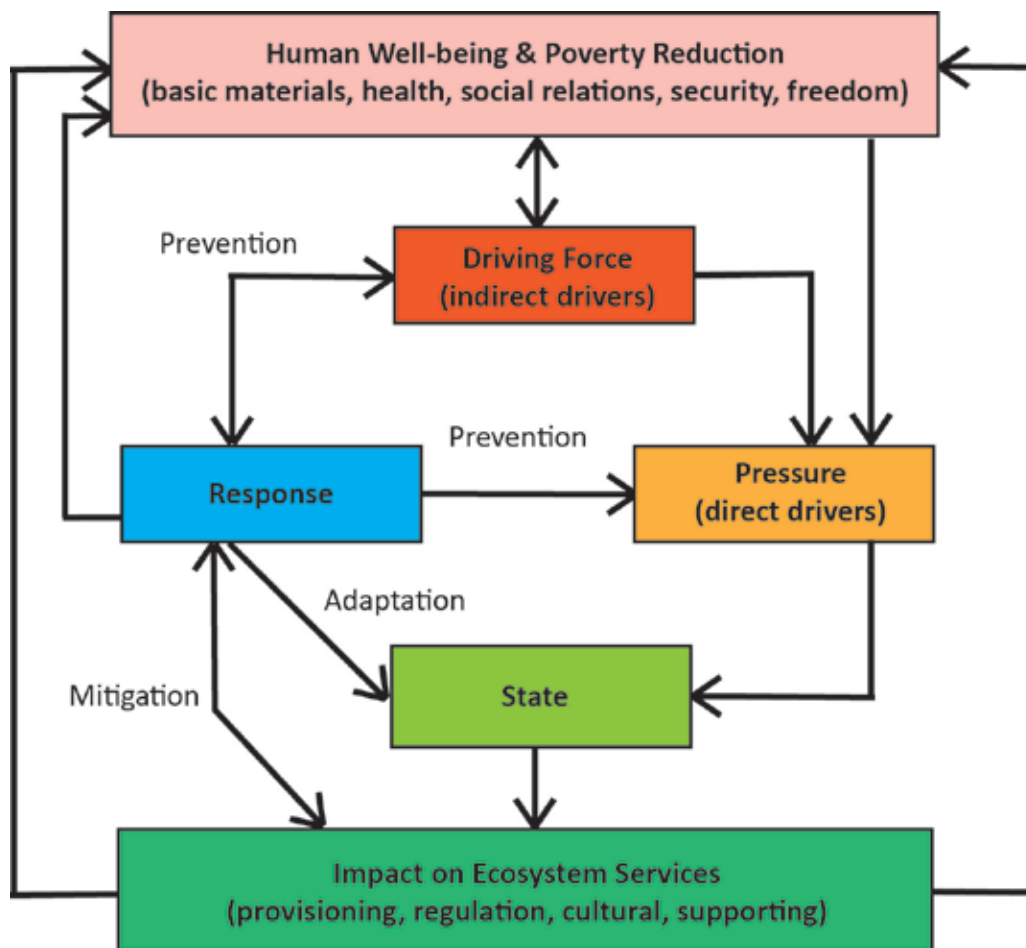 Human Well-being & Poverty Reduction
(basic materials, health, social relations, security, freedom)
Prevention
Driving Force
(indirect drivers)
Prevention
Response
Pressure
(direct drivers)
Adaptation
Mitigation
State
Impact on Ecosystem Services
(provisioning, regulation, cultural, supporting)